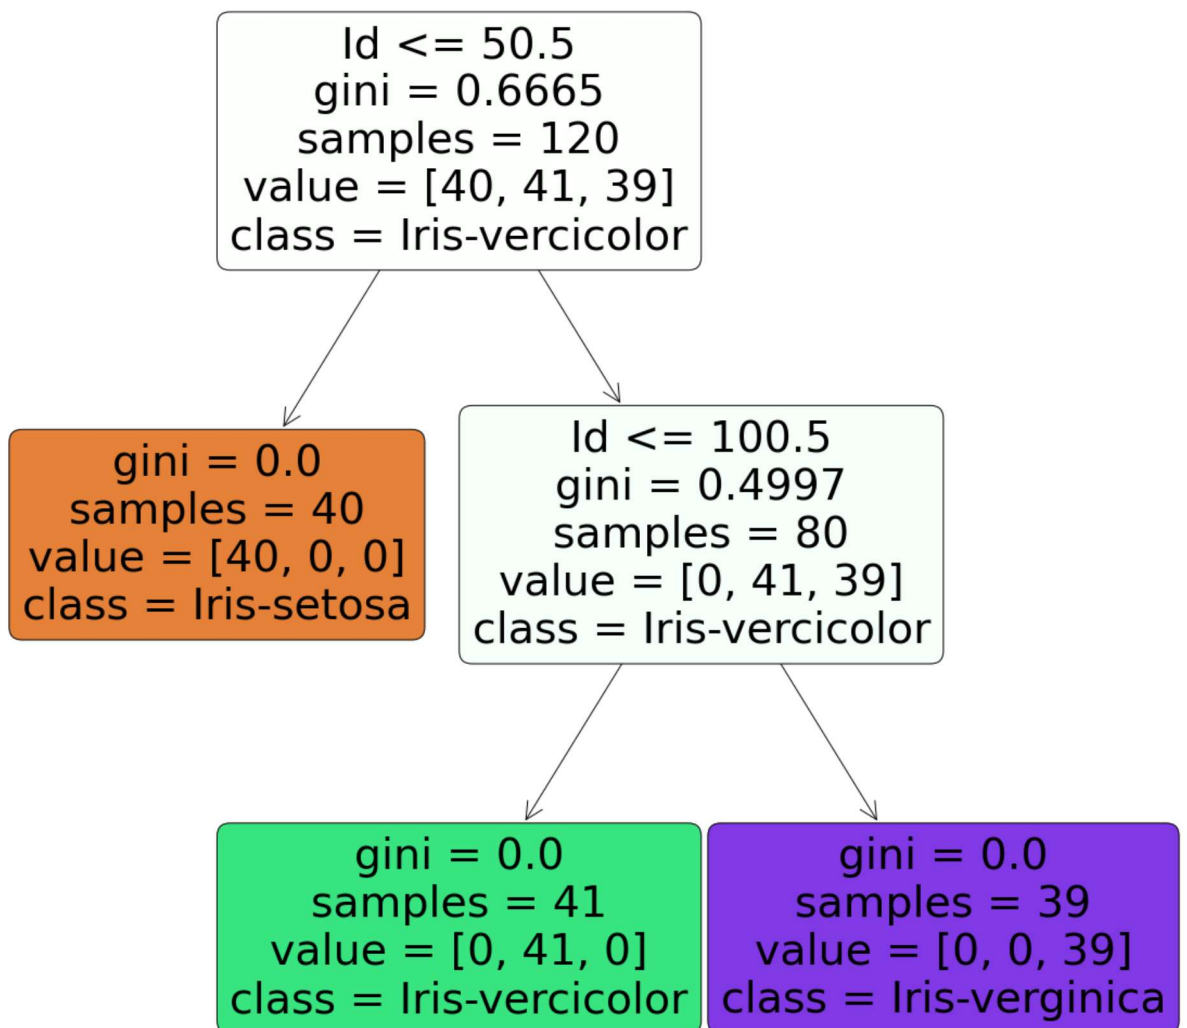 Id <= 50.5
gini = 0.6665
samples = 120
value = [40, 41, 39]
class = Iris-vercicolor
gini = 0.0
samples = 40
value = [40, 0, 0]
class = Iris-setosa
Id <= 100.5
gini = 0.4997
samples = 80
value = [0, 41, 39]
class = Iris-vercicolor
gini = 0.0
samples = 41
value = [0, 41, 0]
class = Iris-vercicolor
gini = 0.0
samples = 39
value = [0, 0, 39]
class = Iris-verginica